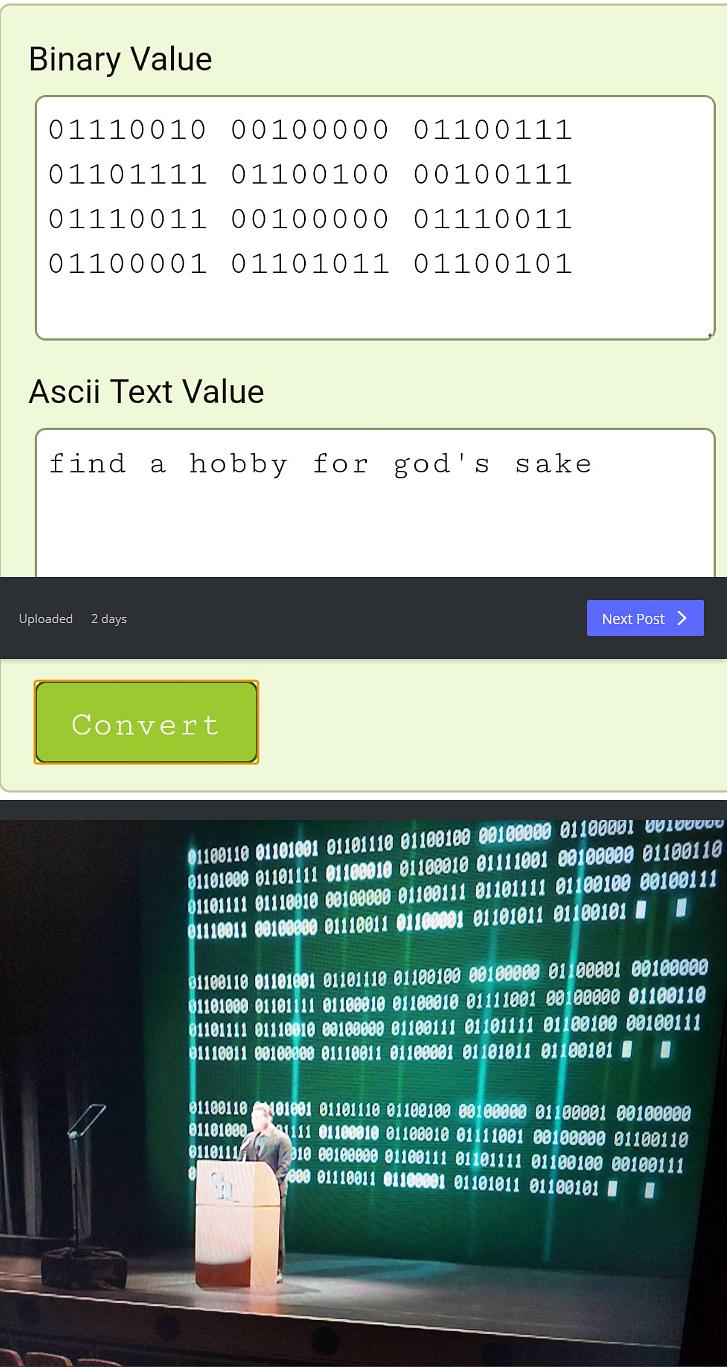 Binary Value
01110010 00100000 01100111
01101111 01100100 00100111
01110011 00100000 01110011
01100001 01101011 01100101
Ascii Text Value
find a hobby for god's sake
Uploaded 2 days
Next Post
Convert
01100110 01101001 01101110 01100100 00100000 01100001 00100000
01101000 01101111 01100010 01100010 01111001 00100000 01100110
01101111 01110010 00100000 01100111 01101111 01100100 00100111
01110011 00100000 01110011 01100001 01101011 01100101
01100110 01101001 01101110 01100100 00100000 01100001 00100000
01101000 01101111 01100010 01100010 01111001 00100000 01100110
01101111 01110010 00100000 01100111 01101111 01100100 00100111
01110011 00100000 01110011 01100001 01101011 01100101
01100110 01101001 01101110 01100100 00100000 01100001 00100000
01101000 1111 01100010 01100010 01111001 00100000 01100110
0110111 010 00100000 01100111 01101111 01100100 00100111
000 01110011 01100001 01101011 01100101